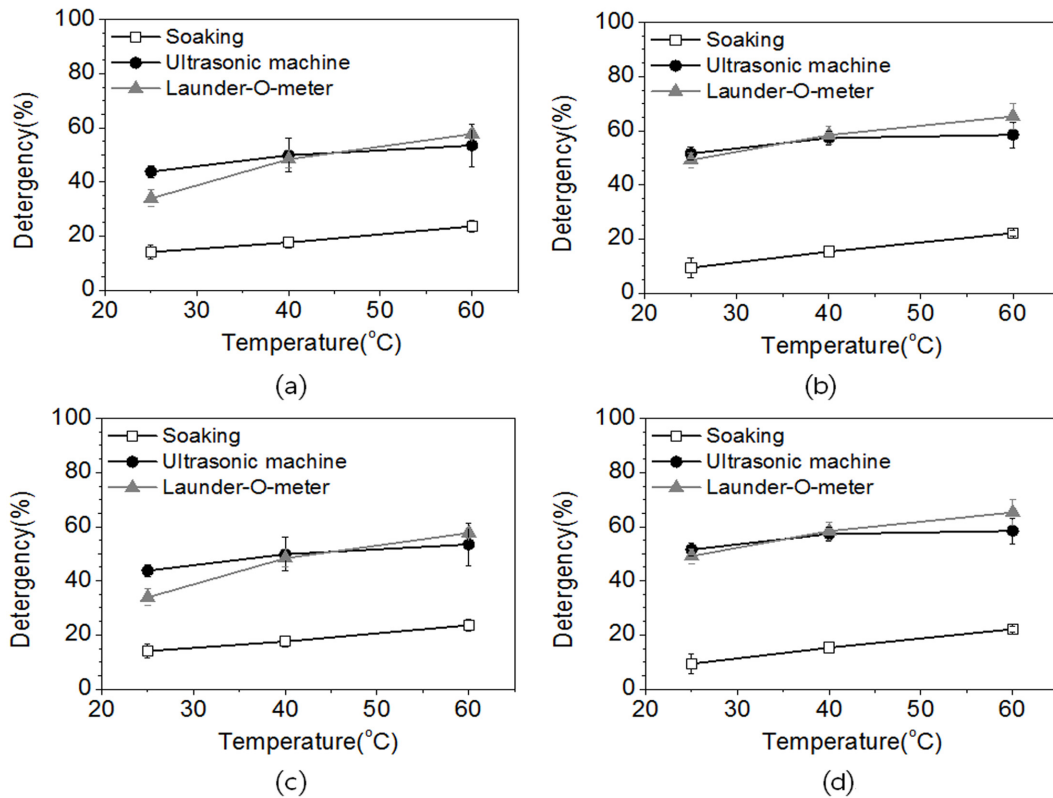 100
80
60
40
20
0
Detergency(%)
Soaking
Ultrasonic machine
Launder-O-meter
20 30 40 50 60
Temperature(°C)
(a)
100
80
60
40
20
0
Detergency(%)
Soaking
Ultrasonic machine
Launder-O-meter
20 30 40 50 60
Temperature(°C)
(b)
100
80
60
40
20
0
Detergency(%)
Soaking
Ultrasonic machine
Launder-O-meter
20 30 40 50 60
Temperature(°C)
(c)
100
80
60
40
20
0
Detergency(%)
Soaking
Ultrasonic machine
Launder-O-meter
20 30 40 50 60
Temperature(°C)
(d)